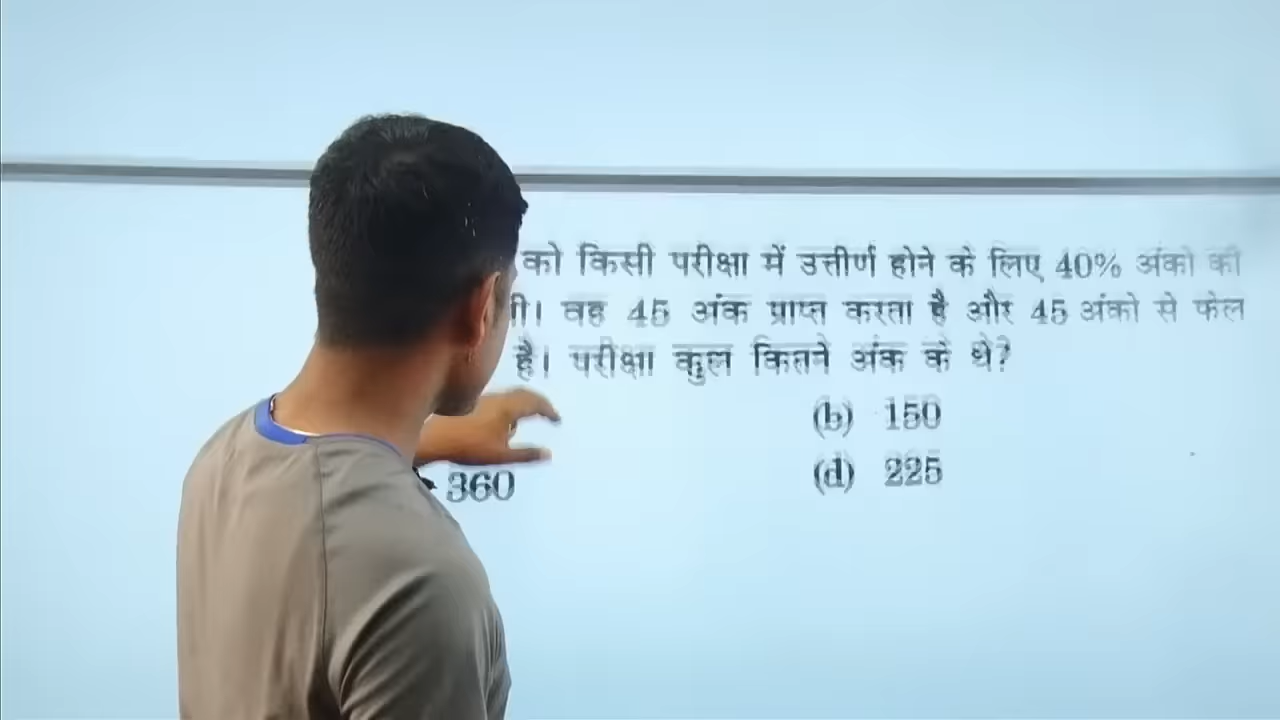 को किसी परीक्षा में उत्तीर्ण होने के लिए 40% अंको की
गी। वह 45 अंक प्राप्त करता है और 45 अंको से फेल
है। परीक्षा कुल कितने अंक के थे?
(b) 150
360
(d) 225